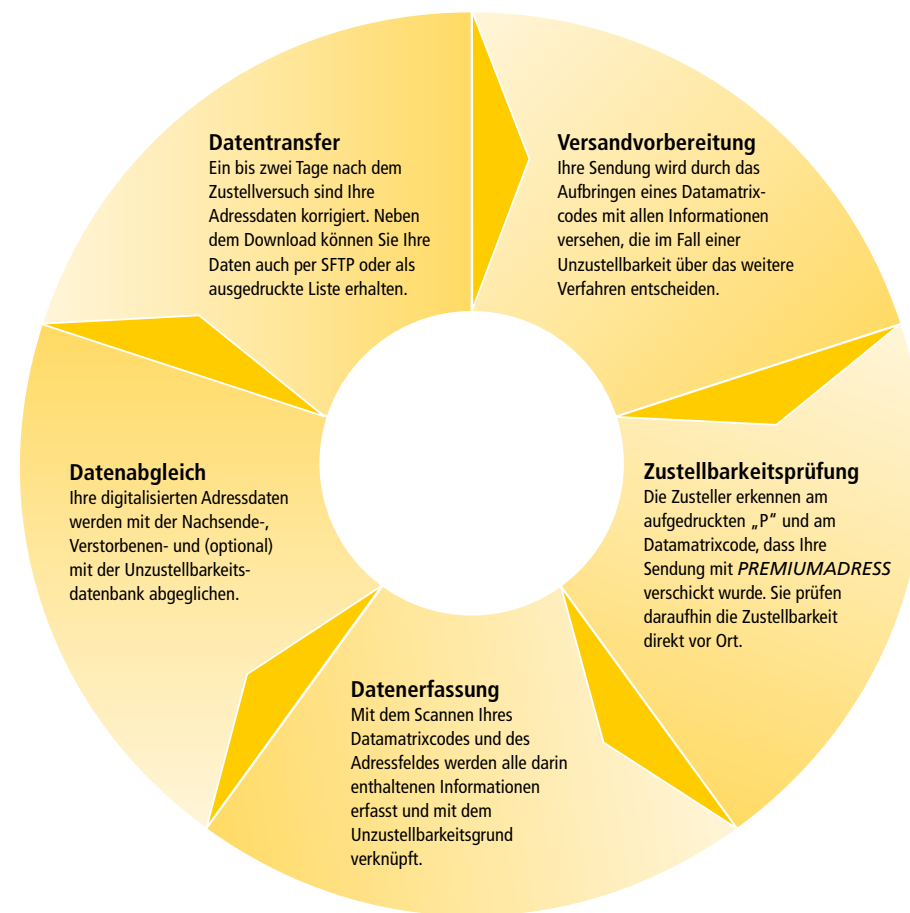 Datentransfer
Ein bis zwei Tage nach dem
Zustellversuch sind Ihre
Adressdaten korrigiert. Neben
dem Download können Sie Ihre
Daten auch per SFTP oder als
ausgedruckte Liste erhalten.
Versandvorbereitung
Ihre Sendung wird durch das
Aufbringen eines Datamatrix-
codes mit allen Informationen
versehen, die im Fall einer
Unzustellbarkeit über das weitere
Verfahren entscheiden.
Zustellbarkeitsprüfung
Die Zusteller erkennen am
aufgedruckten „P“ und am
Datamatrixcode, dass Ihre
Sendung mit PREMIUMADRESS
verschickt wurde. Sie prüfen
daraufhin die Zustellbarkeit
direkt vor Ort.
Datenerfassung
Mit dem Scannen Ihres
Datamatrixcodes und des
Adressfeldes werden alle darin
enthaltenen Informationen
erfasst und mit dem
Unzustellbarkeitsgrund
verknüpft.
Datenabgleich
Ihre digitalisierten Adressdaten
werden mit der Nachsende-,
Verstorbenen- und (optional)
mit der Unzustellbarkeits-
datenbank abgeglichen.